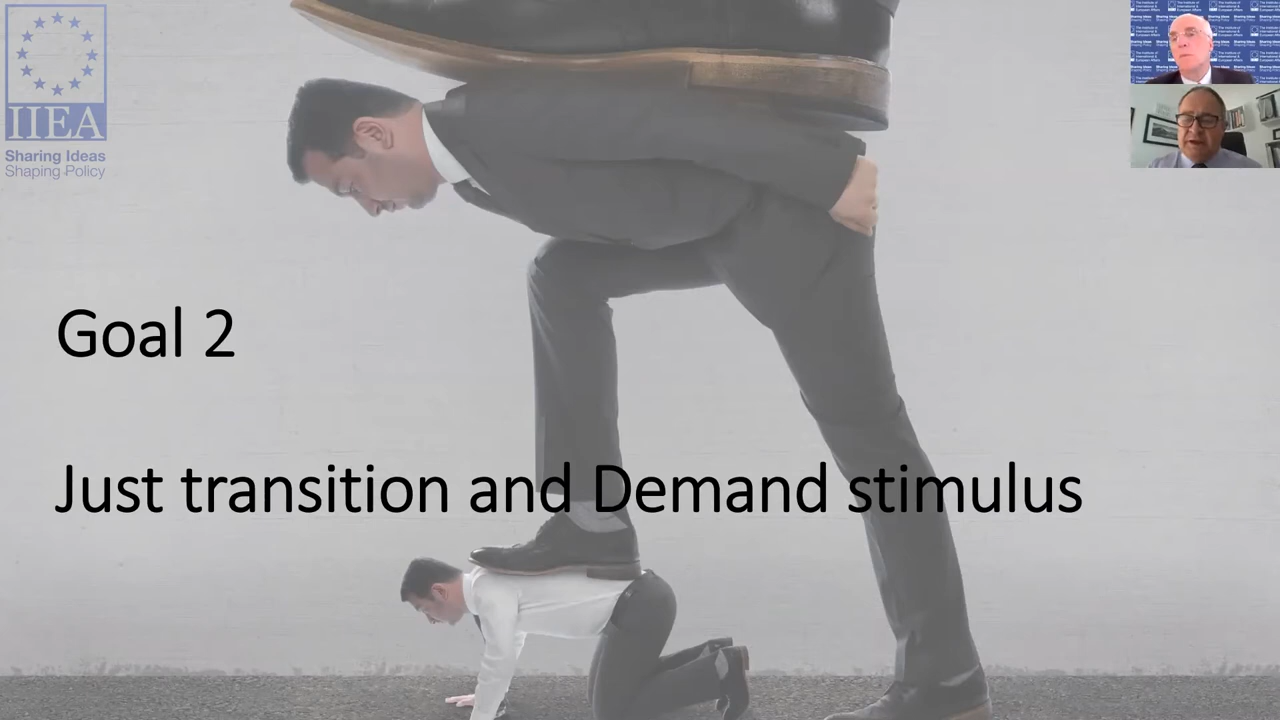 IIEA
Sharing Ideas
Shaping Policy
Goal 2
Just transition and Demand stimulus